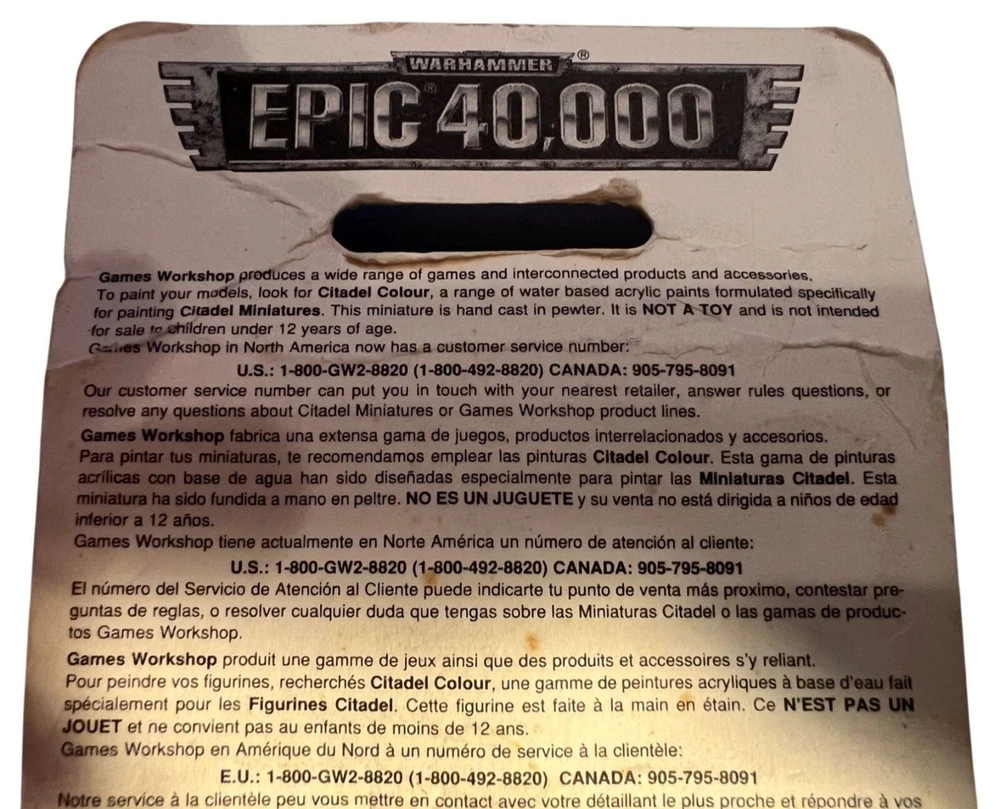 WARHAMMER®
EPIC® 40,000
Games Workshop produces a wide range of games and interconnected products and accessories.
To paint your models, look for Citadel Colour, a range of water based acrylic paints formulated specifically
for painting Citadel Miniatures. This miniature is hand cast in pewter. It is NOT A TOY and is not intended
for sale to children under 12 years of age.
Games Workshop in North America now has a customer service number:
U.S.: 1-800-GW2-8820 (1-800-492-8820) CANADA: 905-795-8091
Our customer service number can put you in touch with your nearest retailer, answer rules questions, or
resolve any questions about Citadel Miniatures or Games Workshop product lines.
Games Workshop fabrica una extensa gama de juegos, productos interrelacionados y accesorios.
Para pintar tus miniaturas, te recomendamos emplear las pinturas Citadel Colour. Esta gama de pinturas
acrílicas con base de agua han sido diseñadas especialmente para pintar las Miniaturas Citadel. Esta
miniatura ha sido fundida a mano en peltre. NO ES UN JUGUETE y su venta no está dirigida a niños de edad
inferior a 12 años.
Games Workshop tiene actualmente en Norte América un número de atención al cliente:
U.S.: 1-800-GW2-8820 (1-800-492-8820) CANADA: 905-795-8091
El número del Servicio de Atención al Cliente puede indicarte tu punto de venta más proximo, contestar pre-
guntas de reglas, o resolver cualquier duda que tengas sobre las Miniaturas Citadel o las gamas de produc-
tos Games Workshop.
Games Workshop produit une gamme de jeux ainsi que des produits et accessoires s'y reliant.
Pour peindre vos figurines, recherchés Citadel Colour, une gamme de peintures acryliques à base d'eau fait
spécialement pour les Figurines Citadel. Cette figurine est faite à la main en étain. Ce N'EST PAS UN
JOUET et ne convient pas au enfants de moins de 12 ans.
Games Workshop en Amérique du Nord à un numéro de service à la clientèle:
E.U.: 1-800-GW2-8820 (1-800-492-8820) CANADA: 905-795-8091
Notre service à la clientèle peu vous mettre en contact avec votre détaillant le plus proche et répondre à vos